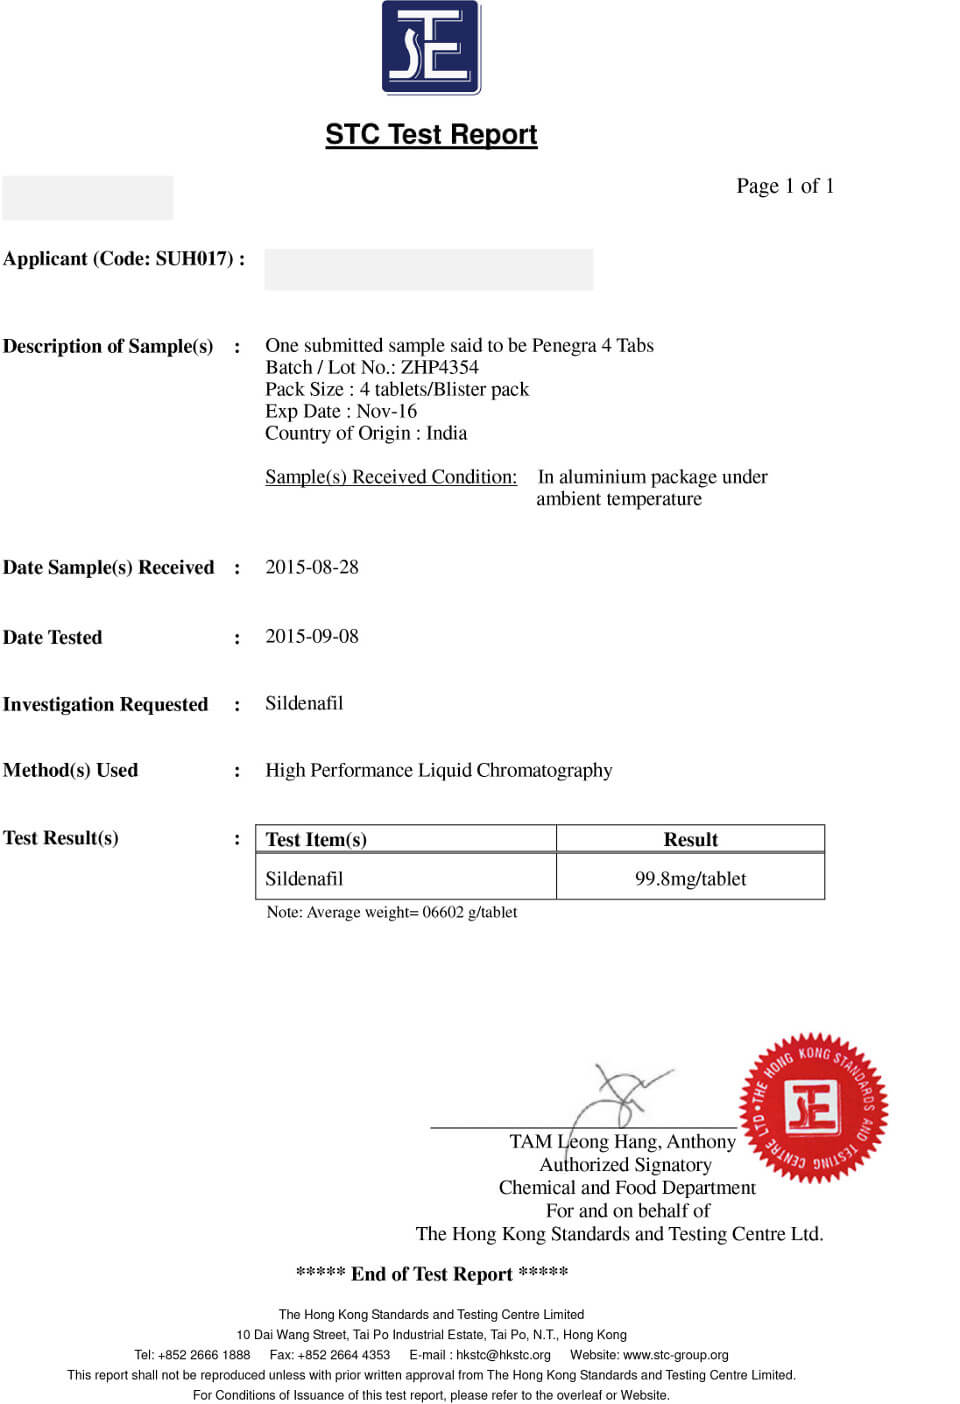 STC
STC Test Report
Page 1 of 1
Applicant (Code: SUH017) :
Description of Sample(s) : One submitted sample said to be Penegra 4 Tabs
Batch / Lot No.: ZHP4354
Pack Size : 4 tablets/Blister pack
Exp Date : Nov-16
Country of Origin : India
Sample(s) Received Condition: In aluminium package under
ambient temperature
Date Sample(s) Received : 2015-08-28
Date Tested : 2015-09-08
Investigation Requested : Sildenafil
Method(s) Used : High Performance Liquid Chromatography
Test Result(s) : Test Item(s) Result
Sildenafil 99.8mg/tablet
Note: Average weight= 06602 g/tablet
THE HONG KONG STANDARDS AND TESTING CENTRE LTD
STC
TAM Leong Hang, Anthony
Authorized Signatory
Chemical and Food Department
For and on behalf of
The Hong Kong Standards and Testing Centre Ltd.
***** End of Test Report *****
The Hong Kong Standards and Testing Centre Limited
10 Dai Wang Street, Tai Po Industrial Estate, Tai Po, N.T., Hong Kong
Tel: +852 2666 1888 Fax: +852 2664 4353 E-mail : hkstc@hkstc.org Website: www.stc-group.org
This report shall not be reproduced unless with prior written approval from The Hong Kong Standards and Testing Centre Limited.
For Conditions of Issuance of this test report, please refer to the overleaf or Website.